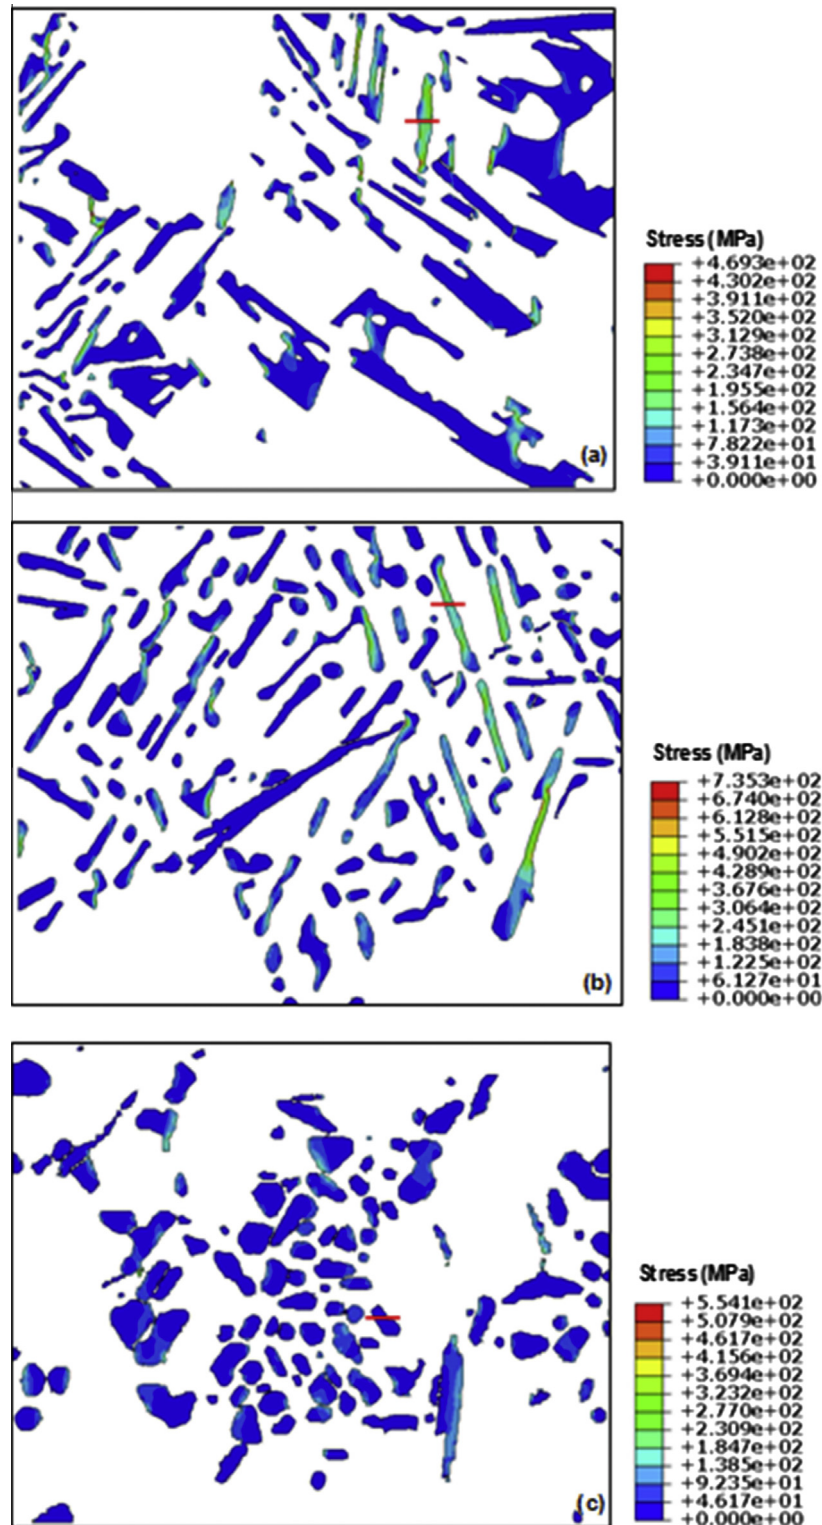 Stress (MPa)
+4.693e+02
+4.302e+02
+3.911e+02
+3.520e+02
+3.129e+02
+2.738e+02
+2.347e+02
+1.955e+02
+1.564e+02
+1.173e+02
+7.822e+01
+3.911e+01
+0.000e+00
(a)
Stress (MPa)
+7.353e+02
+6.740e+02
+6.128e+02
+5.515e+02
+4.902e+02
+4.289e+02
+3.676e+02
+3.064e+02
+2.451e+02
+1.838e+02
+1.225e+02
+6.127e+01
+0.000e+00
(b)
Stress (MPa)
+5.541e+02
+5.079e+02
+4.617e+02
+4.156e+02
+3.694e+02
+3.232e+02
+2.770e+02
+2.309e+02
+1.847e+02
+1.385e+02
+9.235e+01
+4.617e+01
+0.000e+00
(c)